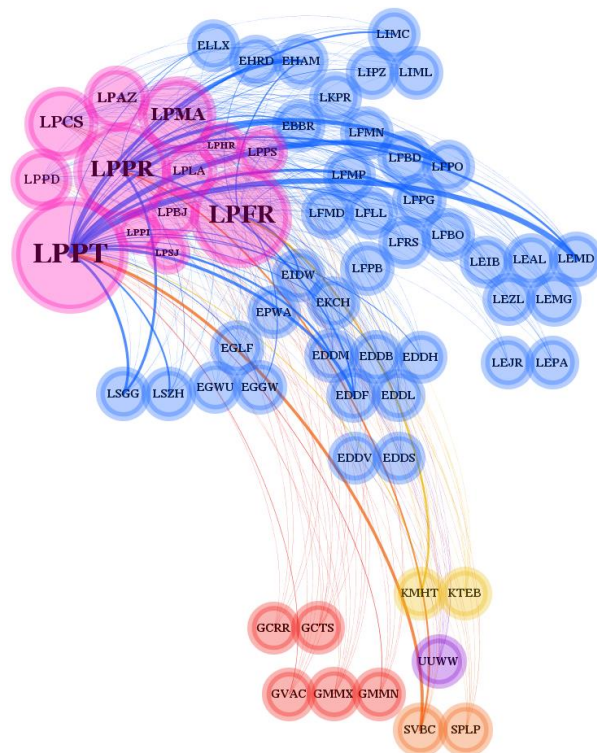 LIMC
ELLX
EHRD EHAM
LIPZ LIML
LPAZ
LKPR
LPCS LPMA
EBBR LFMN
LPHR LPPS
LFBD LFPO
LPPD LPPR LPLA LFMP
LFPG
LPBJ LPFR LFMD LFLL
LPPI
LFRS LFBO
LPPT LPSJ
LEIB LEAL LEMD
EIDW LFPB
EKCH LEZL LEMG
EPWA
EGLF EDDM EDDB EDDH LEJR LEPA
LSGG LSZH EGWU EGGW EDDF EDDL
EDDV EDDS
KMHT KTEB
GCRR GCTS
UUWW
GVAC GMMX GMMN
SVBC SPLP